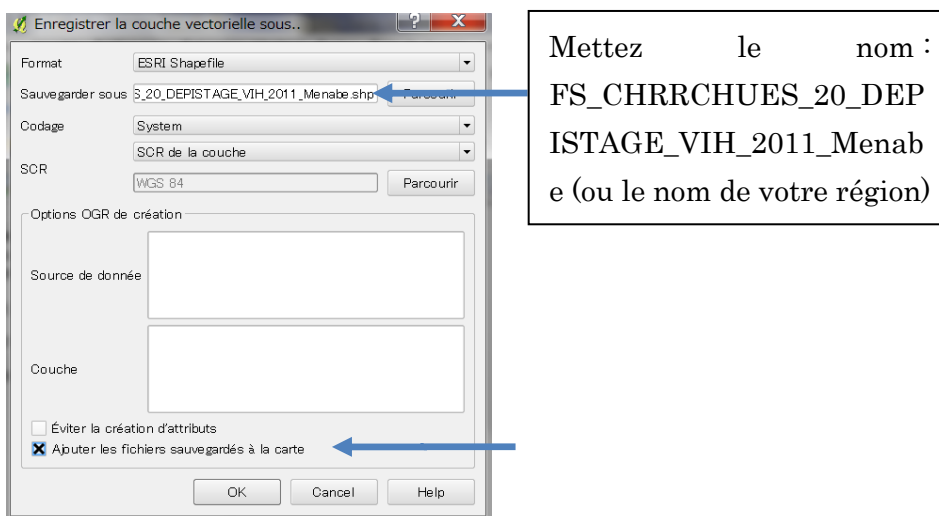 Enregistrer la couche vectorielle sous..
Format ESRI Shapefile
Sauvegarder sous S_20_DEPISTAGE_VIH_2011_Menabe.shp Parcourir
Codage System
SCR de la couche
SCR
WGS 84 Parcourir
Options OGR de création
Source de donnée
Couche
Éviter la création d'attributs
Ajouter les fichiers sauvegardés à la carte
OK Cancel Help
Mettez le nom :
FS_CHRRCHUES_20_DEP
ISTAGE_VIH_2011_Menab
e (ou le nom de votre région)